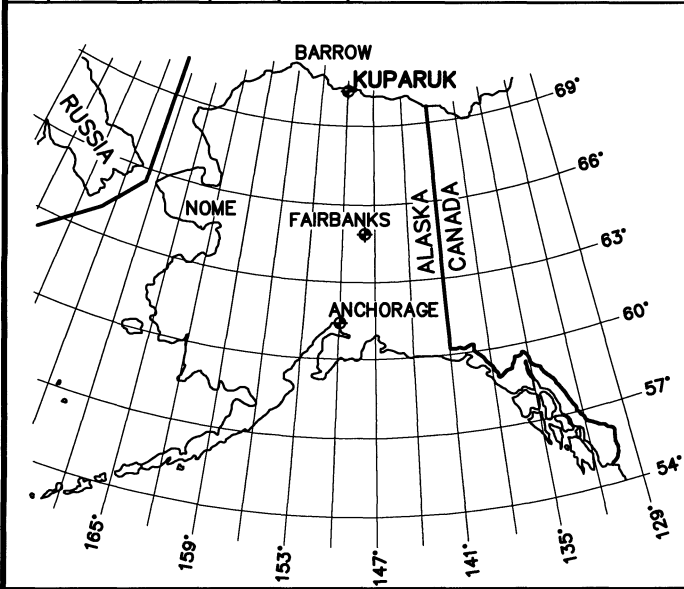 BARROW
KUPARUK
69°
RUSSIA
66°
NOME
FAIRBANKS
ALASKA
CANADA
63°
ANCHORAGE
60°
57°
54°
165°
159°
153°
147°
141°
135°
129°